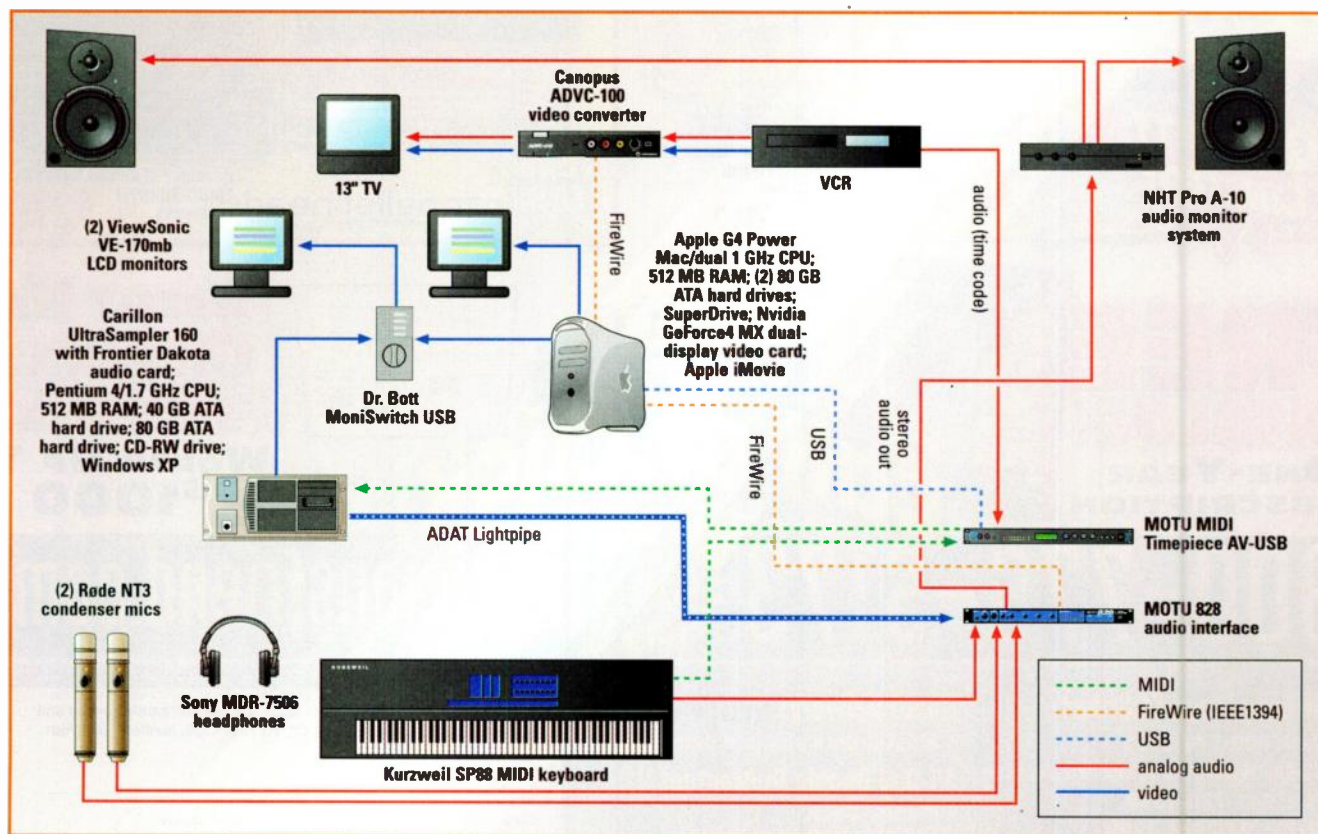 Canopus
ADVC-100
video converter
13" TV
VCR
NHT Pro A-10
audio monitor
system
FireWire
audio (time code)
(2) ViewSonic
VE-170mb
LCD monitors
Apple G4 Power
Mac/dual 1 GHz CPU;
512 MB RAM; (2) 80 GB
ATA hard drives;
SuperDrive; Nvidia
GeForce4 MX dual-
display video card;
Apple iMovie
Carillon
UltraSampler 160
with Frontier Dakota
audio card;
Pentium 4/1.7 GHz CPU;
512 MB RAM; 40 GB ATA
hard drive; 80 GB ATA
hard drive; CD-RW drive;
Windows XP
Dr. Bott
MoniSwitch USB
FireWire
USB
stereo
audio out
ADAT Lightpipe
MOTU MIDI
Timepiece AV-USB
MOTU 828
audio interface
(2) Røde NT3
condenser mics
Sony MDR-7506
headphones
KURZWEIL
Kurzweil SP88 MIDI keyboard
MIDI
FireWire (IEEE1394)
USB
analog audio
video